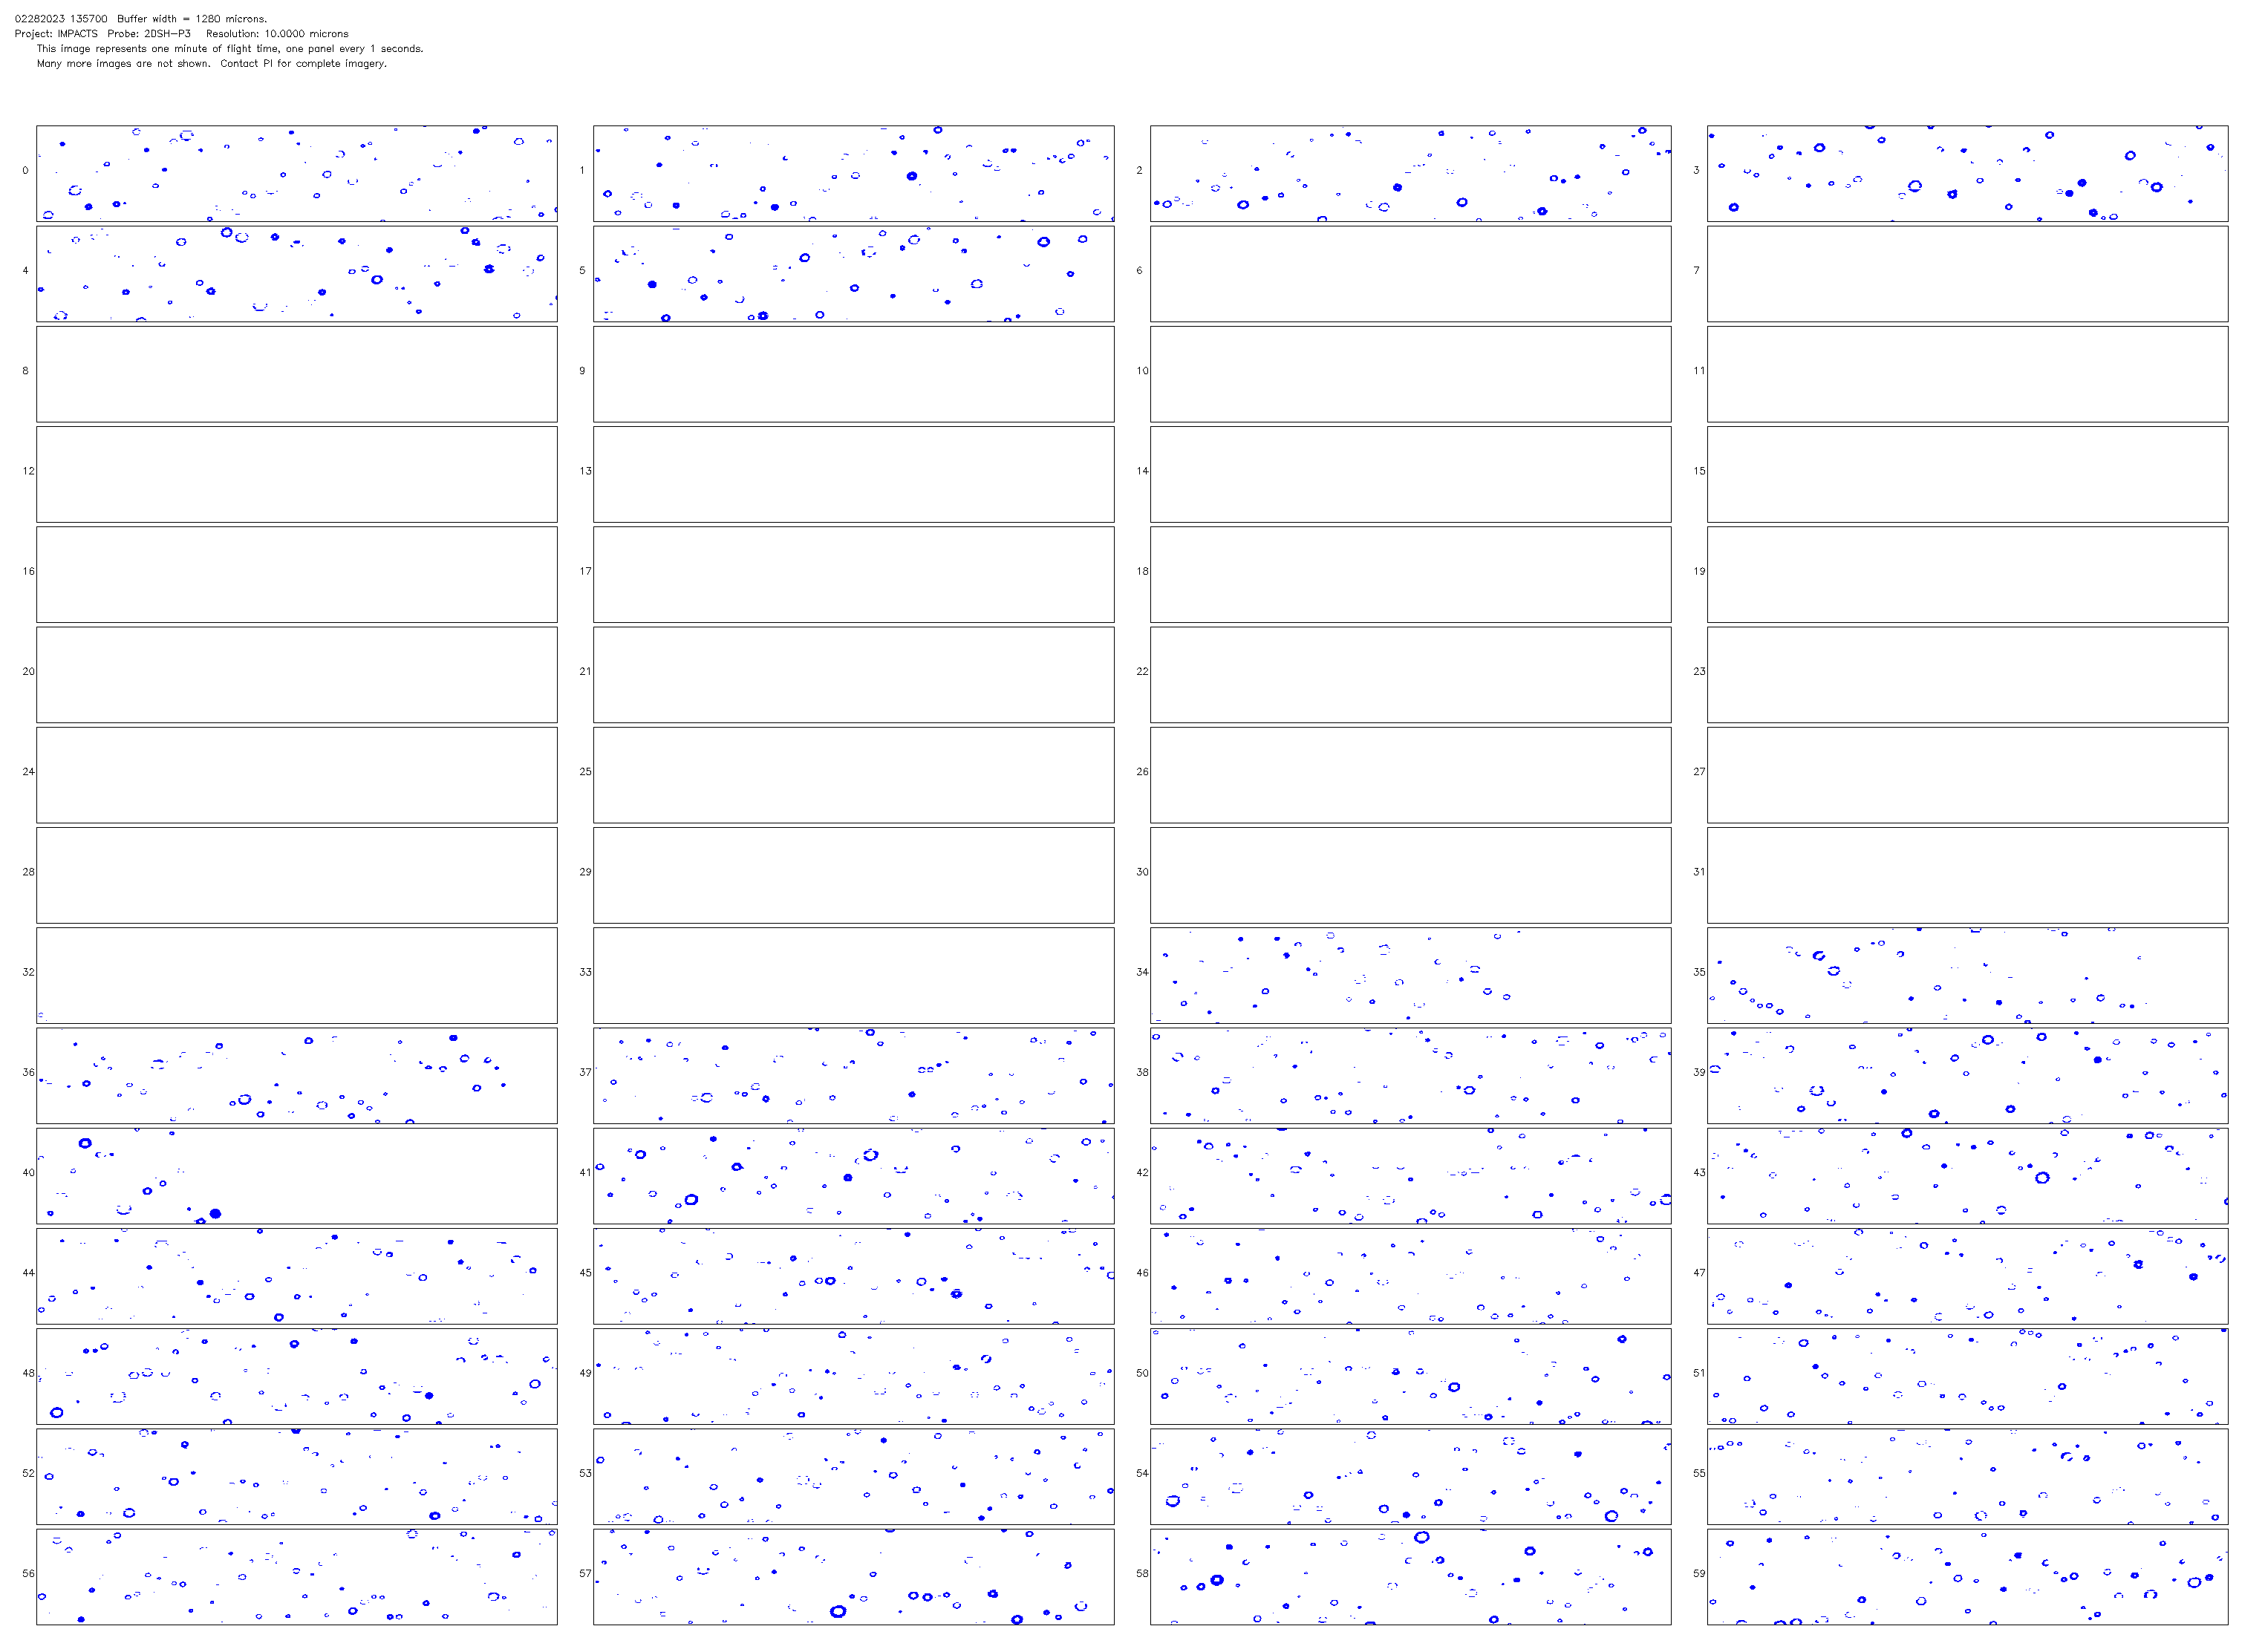 02282023 135700  Buffer width = 1280 microns.
Project: IMPACTS  Probe: 2DSH-P3  Resolution: 10.0000 microns
This image represents one minute of flight time, one panel every 1 seconds.
Many more images are not shown.  Contact PI for complete imagery.
0 1 2 3
4 5 6 7
8 9 10 11
12 13 14 15
16 17 18 19
20 21 22 23
24 25 26 27
28 29 30 31
32 33 34 35
36 37 38 39
40 41 42 43
44 45 46 47
48 49 50 51
52 53 54 55
56 57 58 59